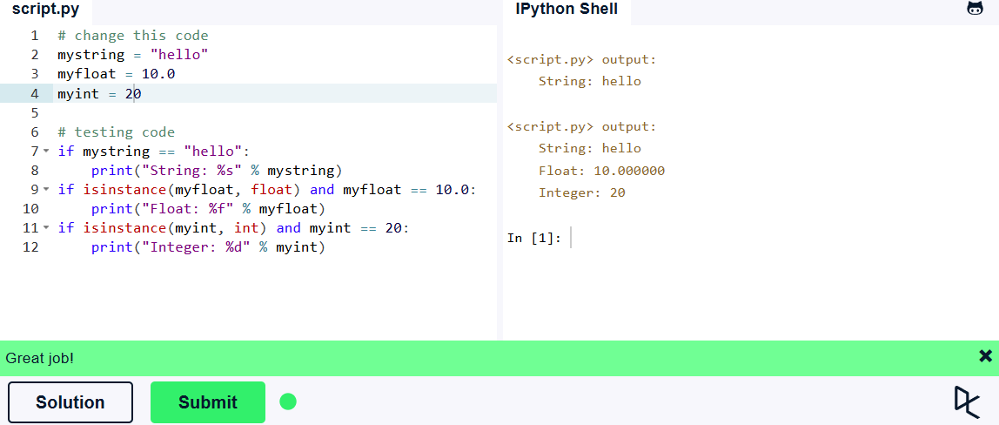 script.py
1 # change this code
2 mystring = "hello"
3 myfloat = 10.0
4 myint = 20
5
6 # testing code
7 if mystring == "hello":
8     print("String: %s" % mystring)
9 if isinstance(myfloat, float) and myfloat == 10.0:
10     print("Float: %f" % myfloat)
11 if isinstance(myint, int) and myint == 20:
12     print("Integer: %d" % myint)
IPython Shell
<script.py> output:
    String: hello
<script.py> output:
    String: hello
    Float: 10.000000
    Integer: 20
In [1]:
Great job!
Solution
Submit